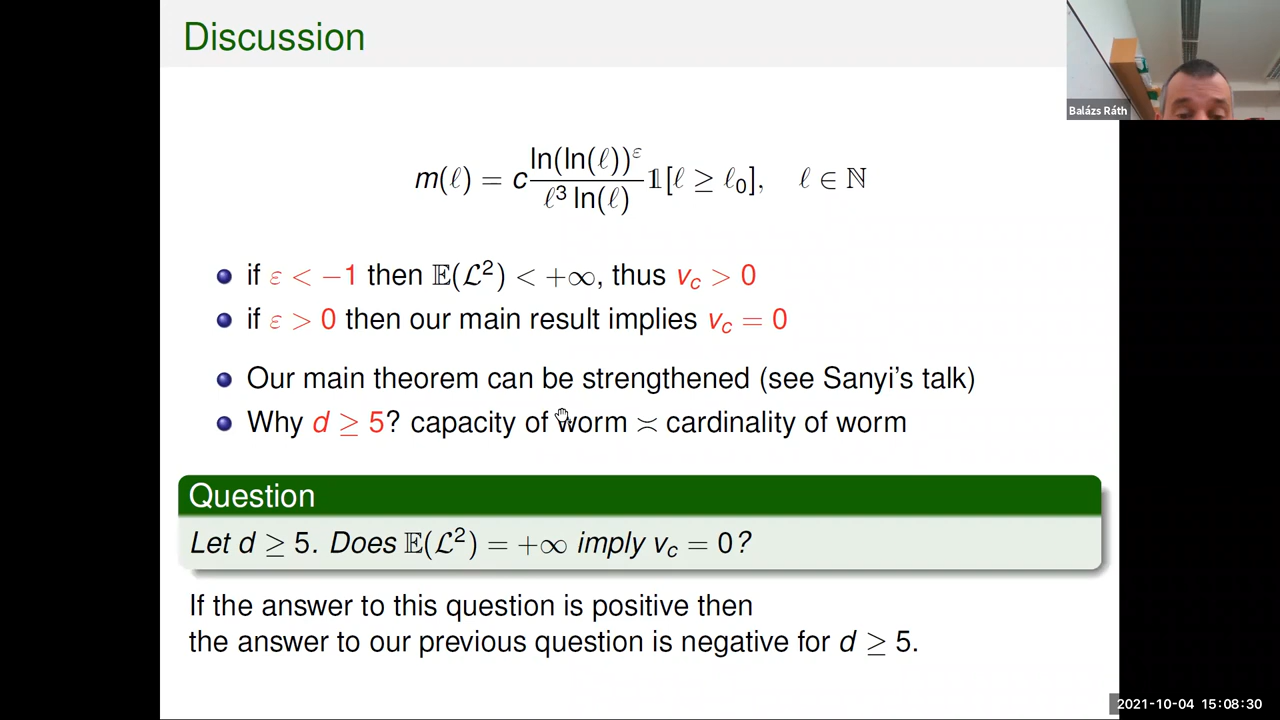 Discussion
Balázs Ráth
m(ℓ) = c ln(ln(ℓ))^ε / (ℓ³ ln(ℓ)) 𝟙[ℓ ≥ ℓ₀], ℓ ∈ ℕ
if ε < −1 then 𝔼(ℒ²) < +∞, thus v_c > 0
if ε > 0 then our main result implies v_c = 0
Our main theorem can be strengthened (see Sanyi's talk)
Why d ≥ 5? capacity of worm ≍ cardinality of worm
Question
Let d ≥ 5. Does 𝔼(ℒ²) = +∞ imply v_c = 0?
If the answer to this question is positive then
the answer to our previous question is negative for d ≥ 5.
2021-10-04 15:08:30